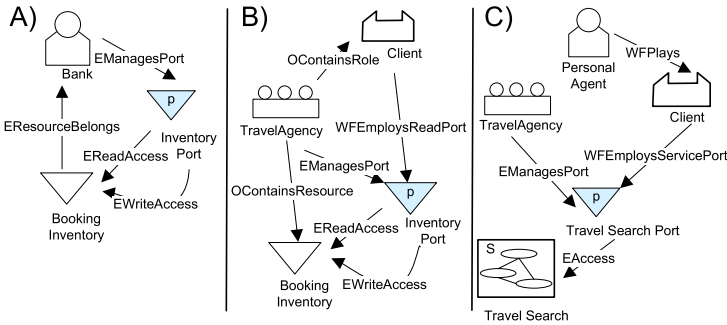 A)
Bank
EManagesPort
p
EResourceBelongs
Inventory
Port
EReadAccess
EWriteAccess
Booking
Inventory
B)
Client
OContainsRole
TravelAgency
WFEmploysReadPort
EManagesPort
OContainsResource
p
EReadAccess
Inventory
Port
EWriteAccess
Booking
Inventory
C)
WFPlays
Personal
Agent
Client
TravelAgency
WFEmploysServicePort
EManagesPort
p
Travel Search Port
S
EAccess
Travel Search